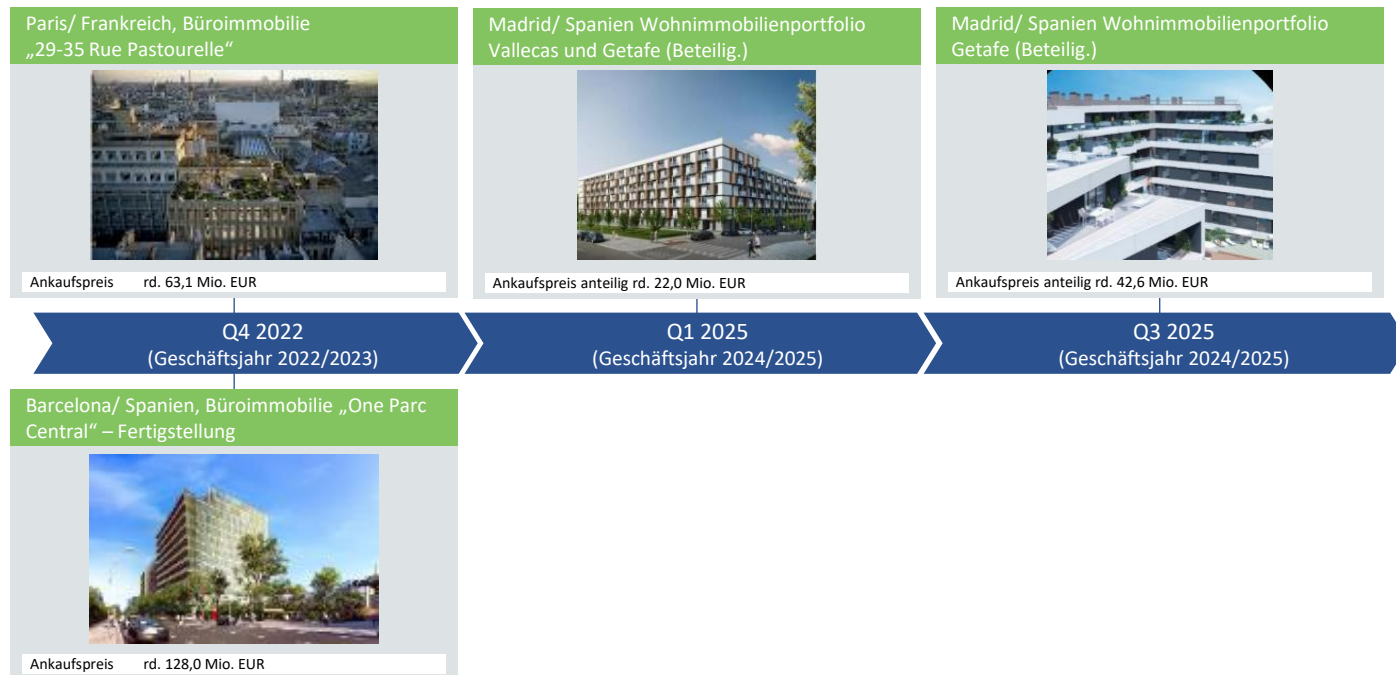 Paris/ Frankreich, Büroimmobilie
„29-35 Rue Pastourelle“
Ankaufspreis rd. 63,1 Mio. EUR
Madrid/ Spanien Wohnimmobilienportfolio
Vallecas und Getafe (Beteilig.)
Ankaufspreis anteilig rd. 22,0 Mio. EUR
Madrid/ Spanien Wohnimmobilienportfolio
Getafe (Beteilig.)
Ankaufspreis anteilig rd. 42,6 Mio. EUR
Q4 2022
(Geschäftsjahr 2022/2023)
Q1 2025
(Geschäftsjahr 2024/2025)
Q3 2025
(Geschäftsjahr 2024/2025)
Barcelona/ Spanien, Büroimmobilie „One Parc
Central“ – Fertigstellung
Ankaufspreis rd. 128,0 Mio. EUR